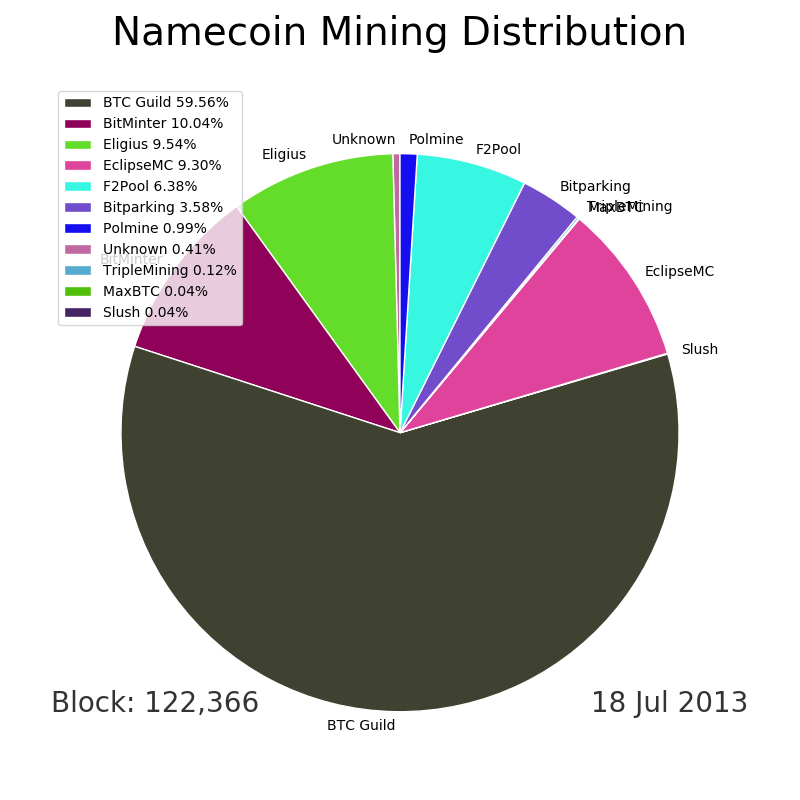 Namecoin Mining Distribution
BTC Guild 59.56%
BitMinter 10.04%
Eligius 9.54%
EclipseMC 9.30%
F2Pool 6.38%
Bitparking 3.58%
Polmine 0.99%
Unknown 0.41%
TripleMining 0.12%
MaxBTC 0.04%
Slush 0.04%
Unknown
Polmine
Eligius
F2Pool
Bitparking
TripleMining
MaxBTC
BitMinter
EclipseMC
Slush
Block: 122,366
18 Jul 2013
BTC Guild